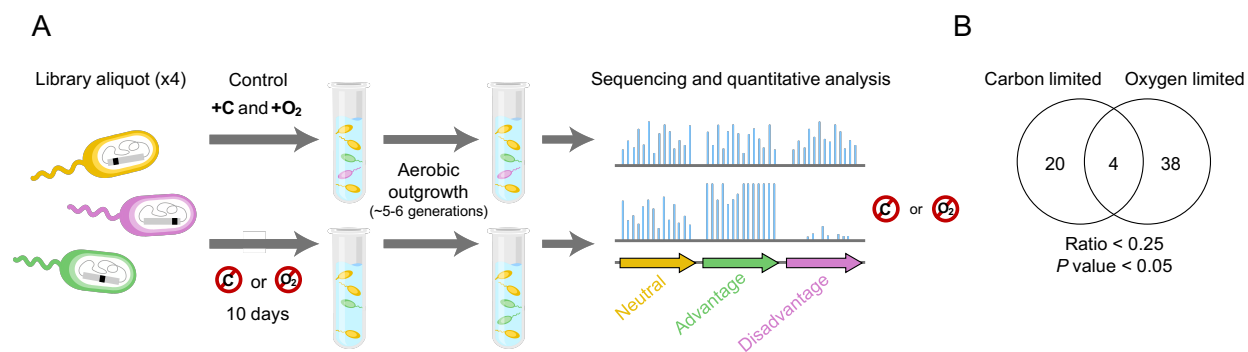 A
B
Library aliquot (x4)
Control
+C and +O₂
Sequencing and quantitative analysis
Carbon limited
Oxygen limited
Aerobic
outgrowth
(~5-6 generations)
20
4
38
C or O₂
C or O₂
10 days
Neutral
Advantage
Disadvantage
Ratio < 0.25
P value < 0.05